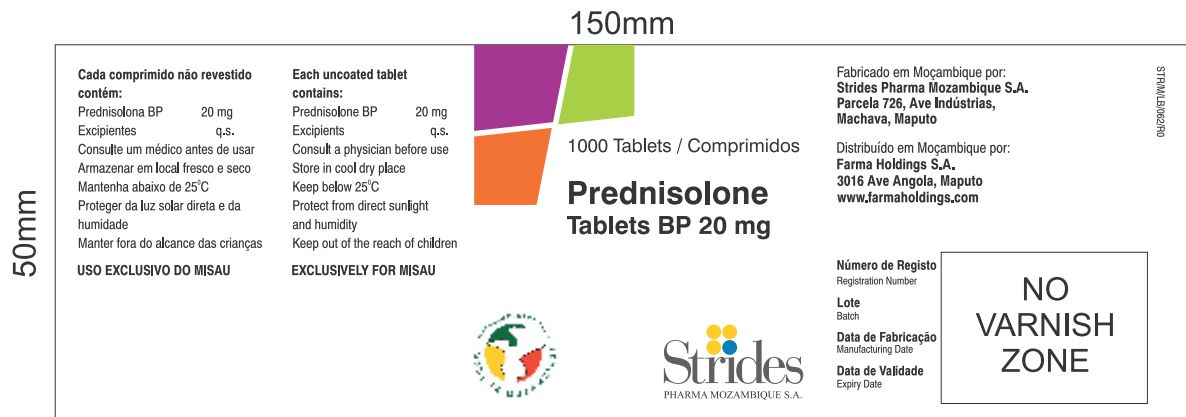 150mm
50mm
Cada comprimido não revestido
contém:
Prednisolona BP 20 mg
Excipientes q.s.
Consulte um médico antes de usar
Armazenar em local fresco e seco
Mantenha abaixo de 25°C
Proteger da luz solar direta e da
humidade
Manter fora do alcance das crianças
USO EXCLUSIVO DO MISAU
Each uncoated tablet
contains:
Prednisolone BP 20 mg
Excipients q.s.
Consult a physician before use
Store in cool dry place
Keep below 25°C
Protect from direct sunlight
and humidity
Keep out of the reach of children
EXCLUSIVELY FOR MISAU
1000 Tablets / Comprimidos
Prednisolone
Tablets BP 20 mg
Strides
PHARMA MOZAMBIQUE S.A.
Fabricado em Moçambique por:
Strides Pharma Mozambique S.A.
Parcela 726, Ave Indústrias,
Machava, Maputo
Distribuído em Moçambique por:
Farma Holdings S.A.
3016 Ave Angola, Maputo
www.farmaholdings.com
Número de Registo
Registration Number
Lote
Batch
Data de Fabricação
Manufacturing Date
Data de Validade
Expiry Date
NO
VARNISH
ZONE
STR/M/LB/062/R0